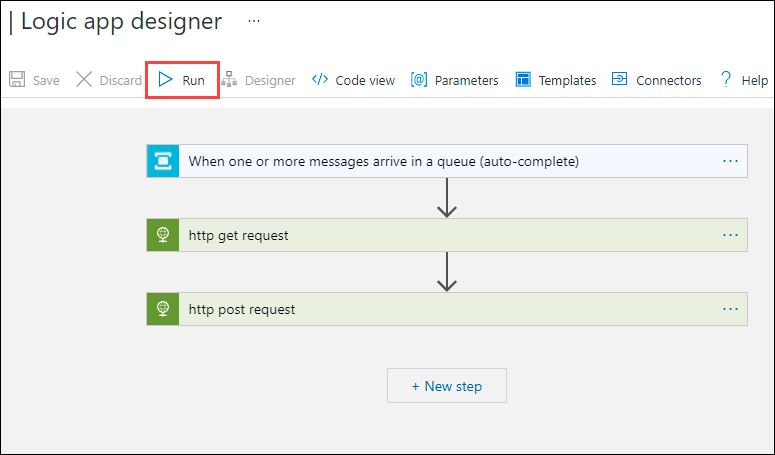 Logic app designer ...
Save Discard Run Designer Code view Parameters Templates Connectors ? Help
When one or more messages arrive in a queue (auto-complete) ...
http get request ...
http post request ...
+ New step